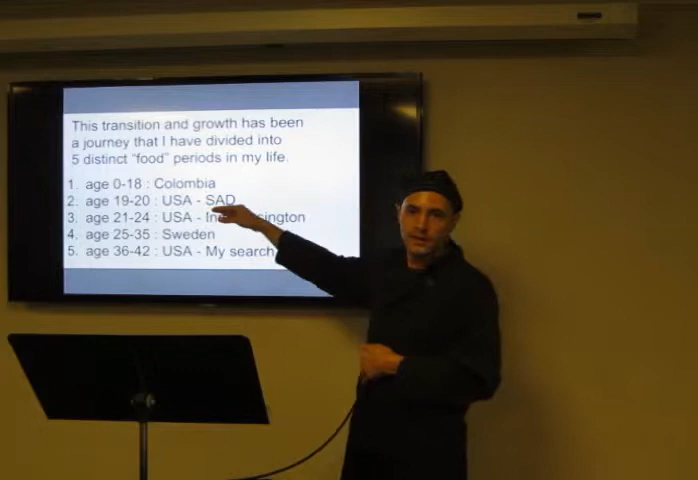 This transition and growth has been
a journey that I have divided into
5 distinct "food" periods in my life.
1. age 0-18 : Colombia
2. age 19-20 : USA - SAD
3. age 21-24 : USA -
4. age 25-35 : Sweden
5. age 36-42 : USA - My search